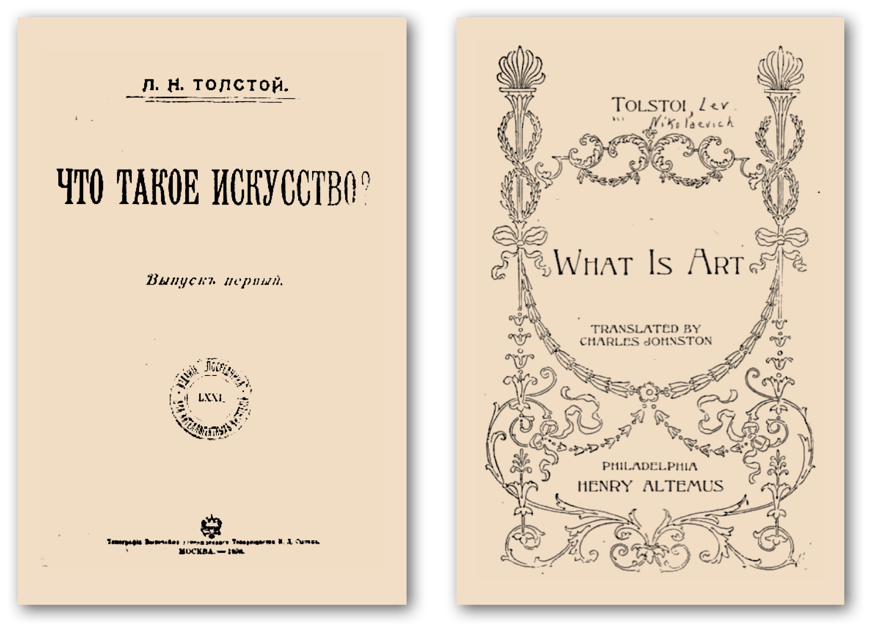 Л. Н. ТОЛСТОЙ.
ЧТО ТАКОЕ ИСКУССТВО?
Выпускъ первый.
LXXI.
МОСКВА. — 1898.
TOLSTOI, Lev
Nikolaevich
WHAT IS ART
TRANSLATED BY
CHARLES JOHNSTON
PHILADELPHIA
HENRY ALTEMUS